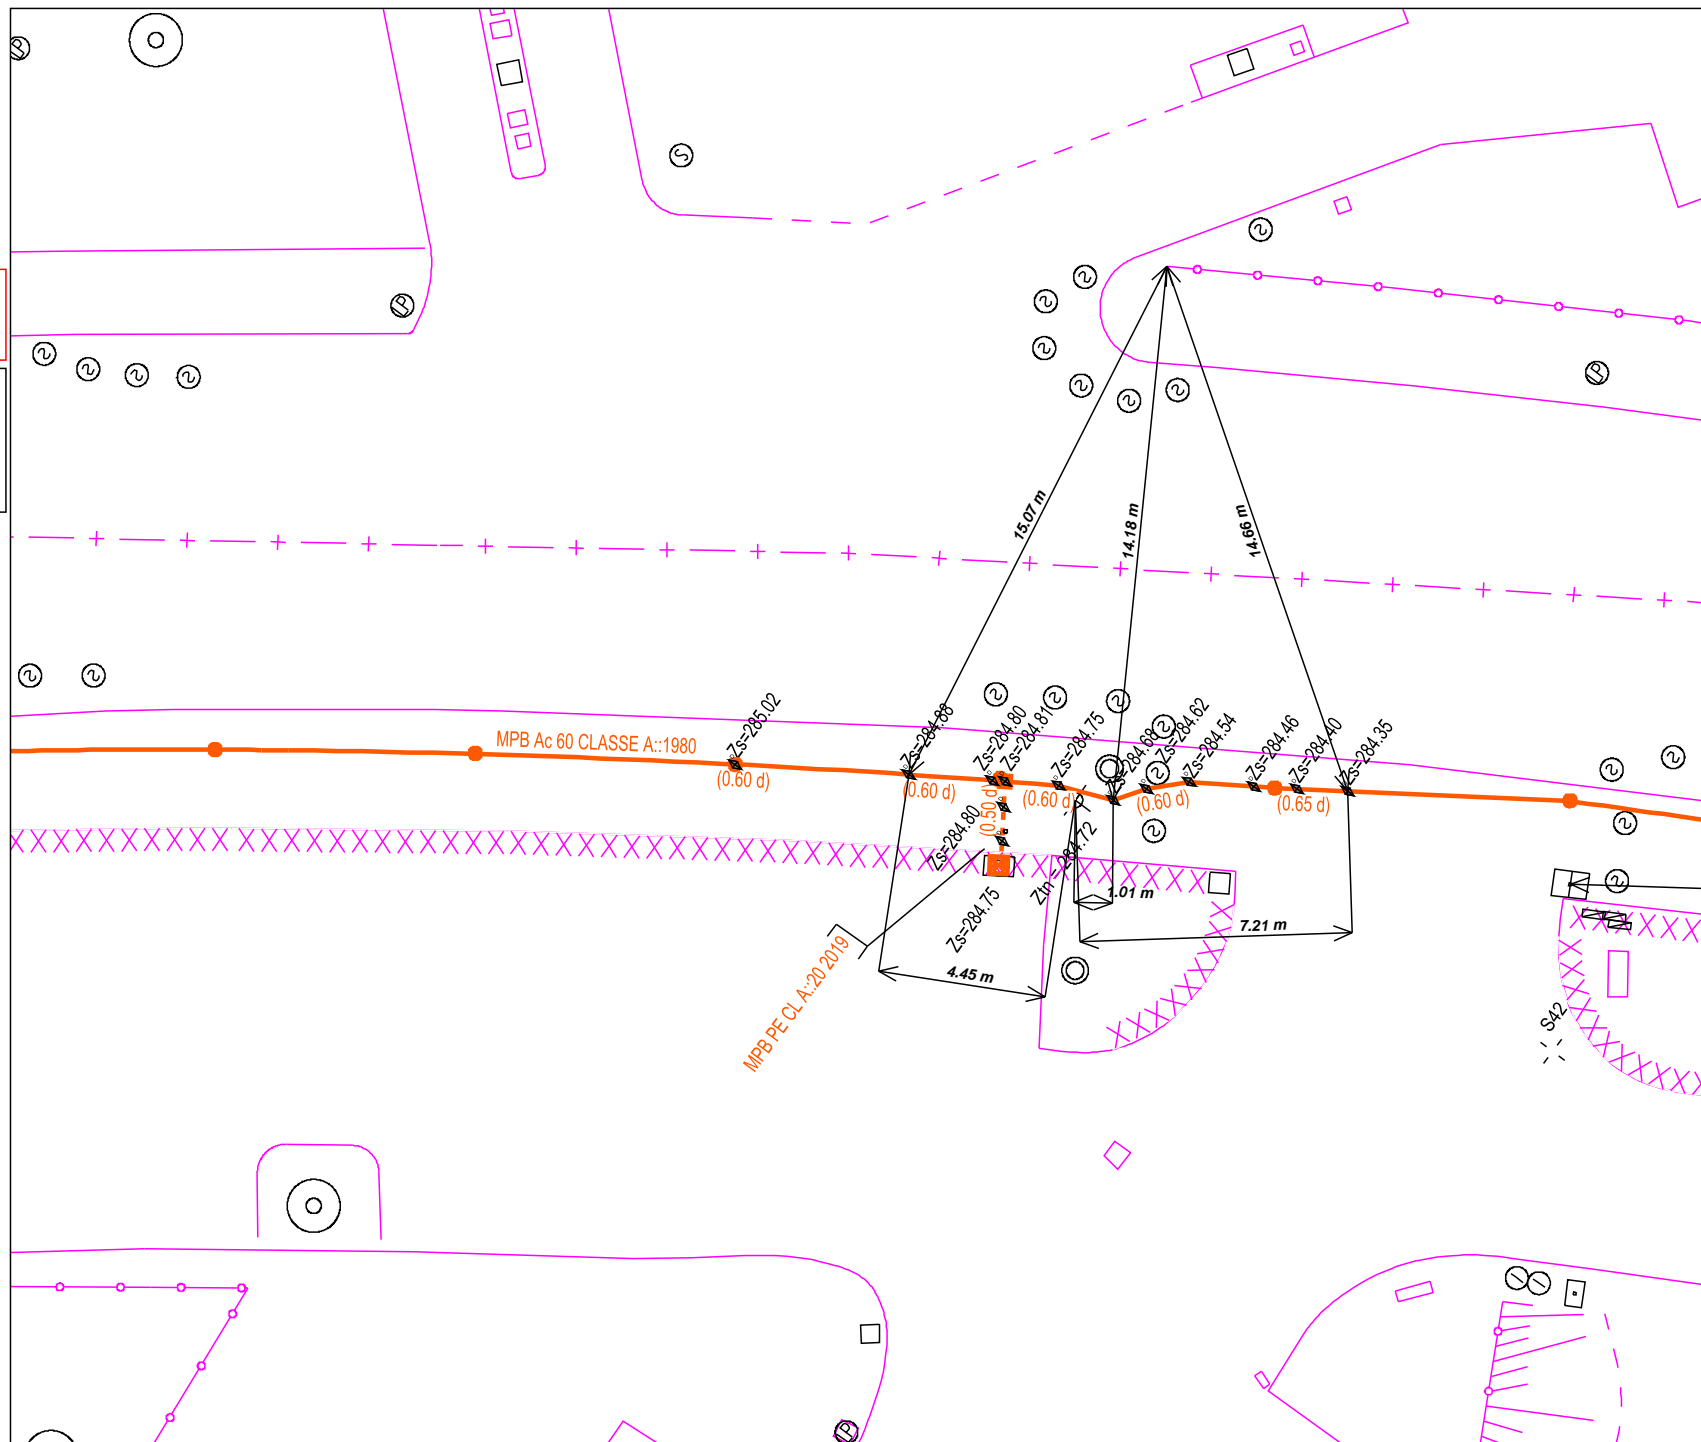 P
S
P
15.07 m
14.18 m
14.66 m
MPB Ac 60 CLASSE A::1980
Zs=285.02
Zs=284.88
Zs=284.80
Zs=284.81
Zs=284.75
Zs=284.68
Zs=284.62
Zs=284.54
Zs=284.46
Zs=284.40
Zs=284.35
(0.60 d)
(0.60 d)
(0.50 d)
(0.60 d)
(0.60 d)
(0.65 d)
Zs=284.80
Zs=284.75
Ztn = 284.72
1.01 m
7.21 m
4.45 m
MPB PE CL A::20 2019
S42
P
P